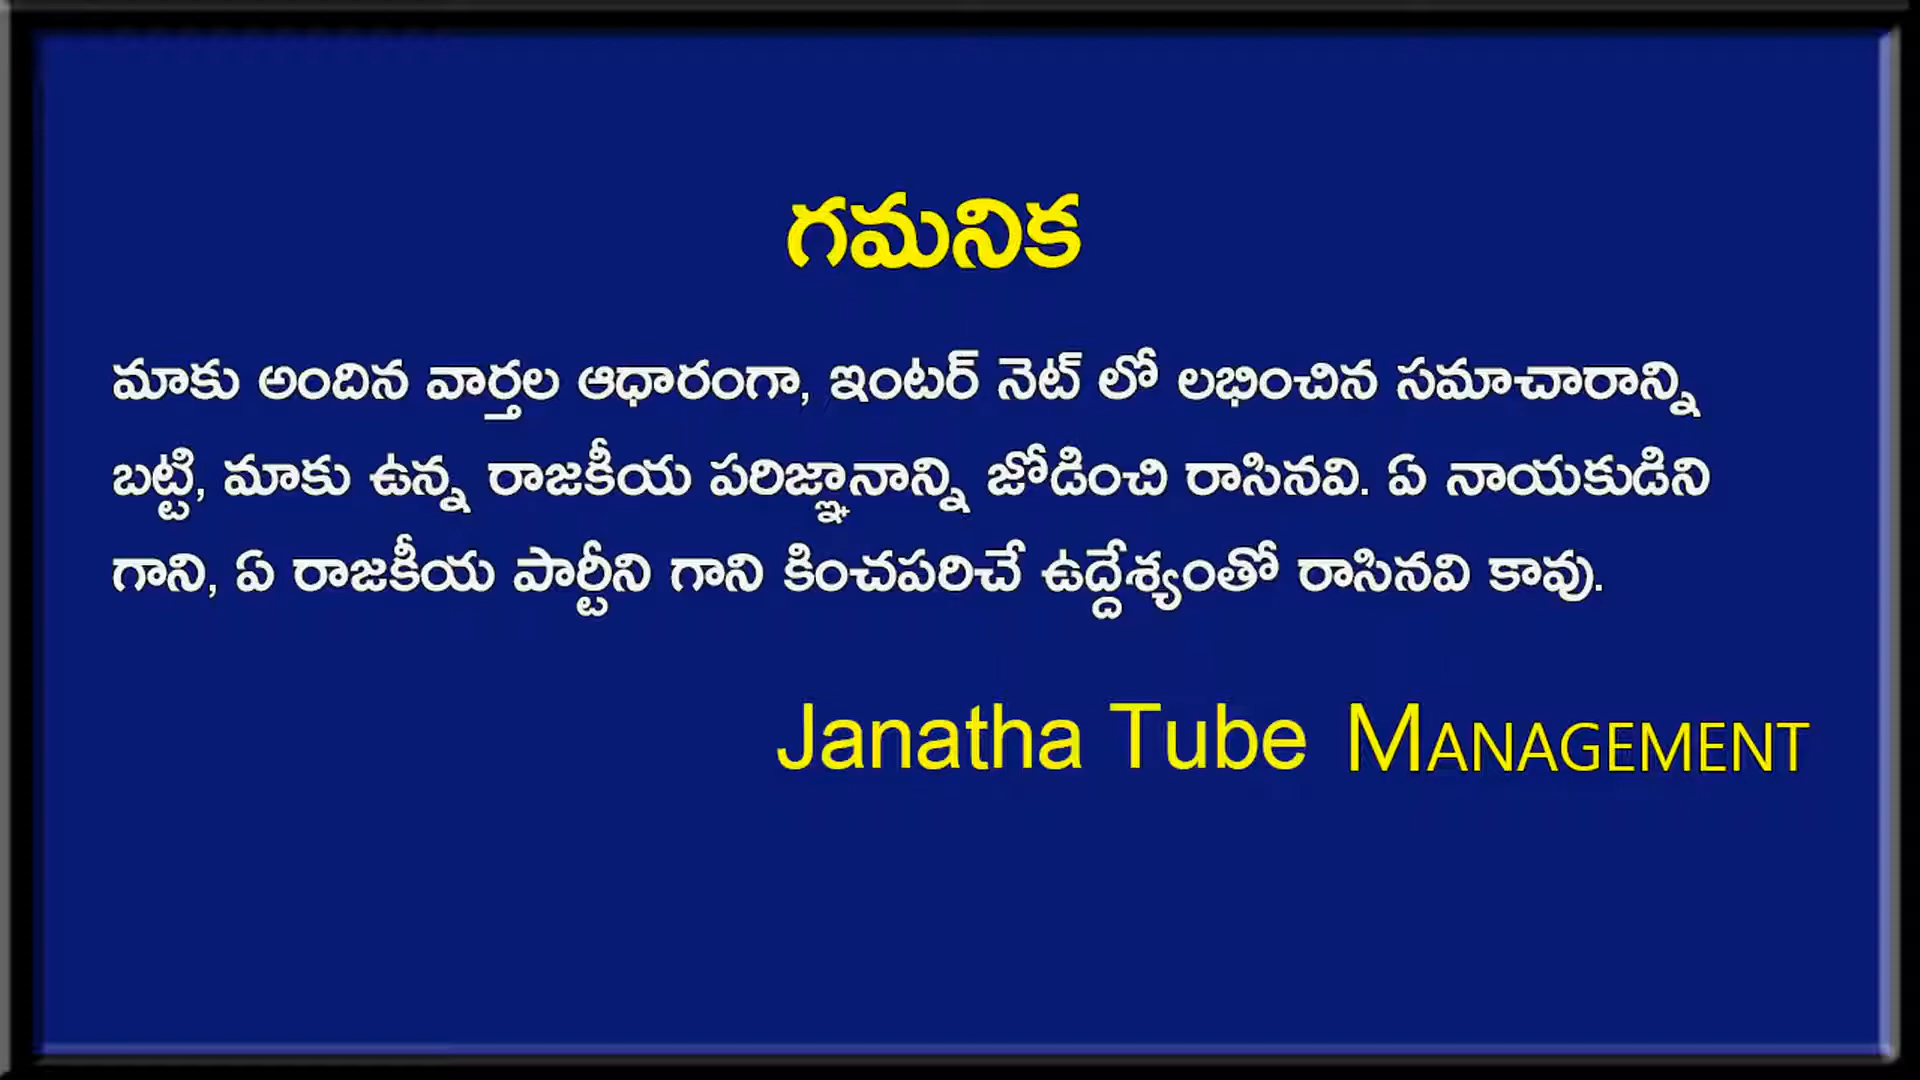 గమనిక
మాకు అందిన వార్తల ఆధారంగా, ఇంటర్ నెట్ లో లభించిన సమాచారాన్ని
బట్టి, మాకు ఉన్న రాజకీయ పరిజ్ఞానాన్ని జోడించి రాసినవి. ఏ నాయకుడిని
గాని, ఏ రాజకీయ పార్టీని గాని కించపరిచే ఉద్దేశ్యంతో రాసినవి కావు.
Janatha Tube MANAGEMENT